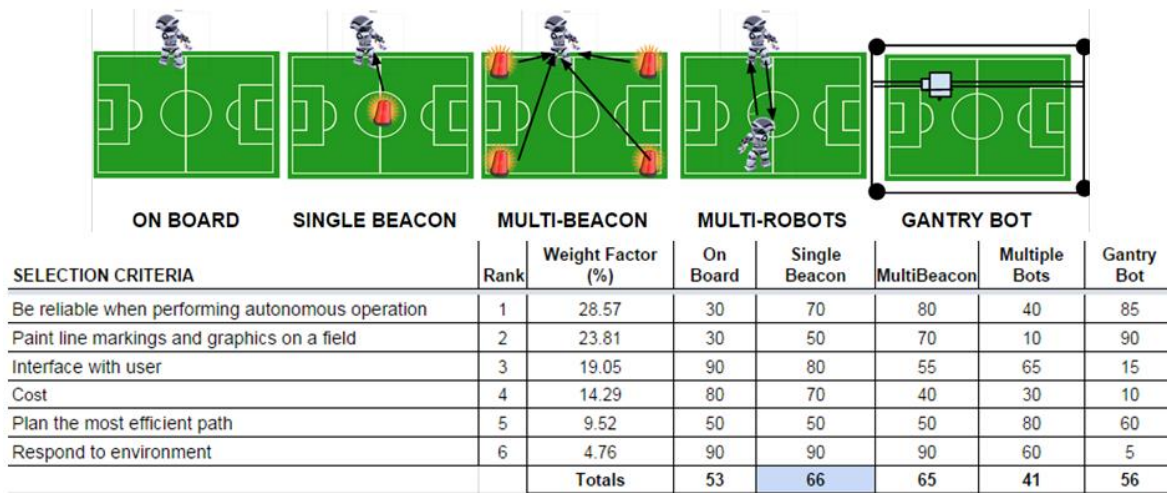 ON BOARD SINGLE BEACON MULTI-BEACON MULTI-ROBOTS GANTRY BOT
SELECTION CRITERIA Rank Weight Factor (%) On Board Single Beacon MultiBeacon Multiple Bots Gantry Bot
Be reliable when performing autonomous operation 1 28.57 30 70 80 40 85
Paint line markings and graphics on a field 2 23.81 30 50 70 10 90
Interface with user 3 19.05 90 80 55 65 15
Cost 4 14.29 80 70 40 30 10
Plan the most efficient path 5 9.52 50 50 50 80 60
Respond to environment 6 4.76 90 90 90 60 5
Totals 53 66 65 41 56